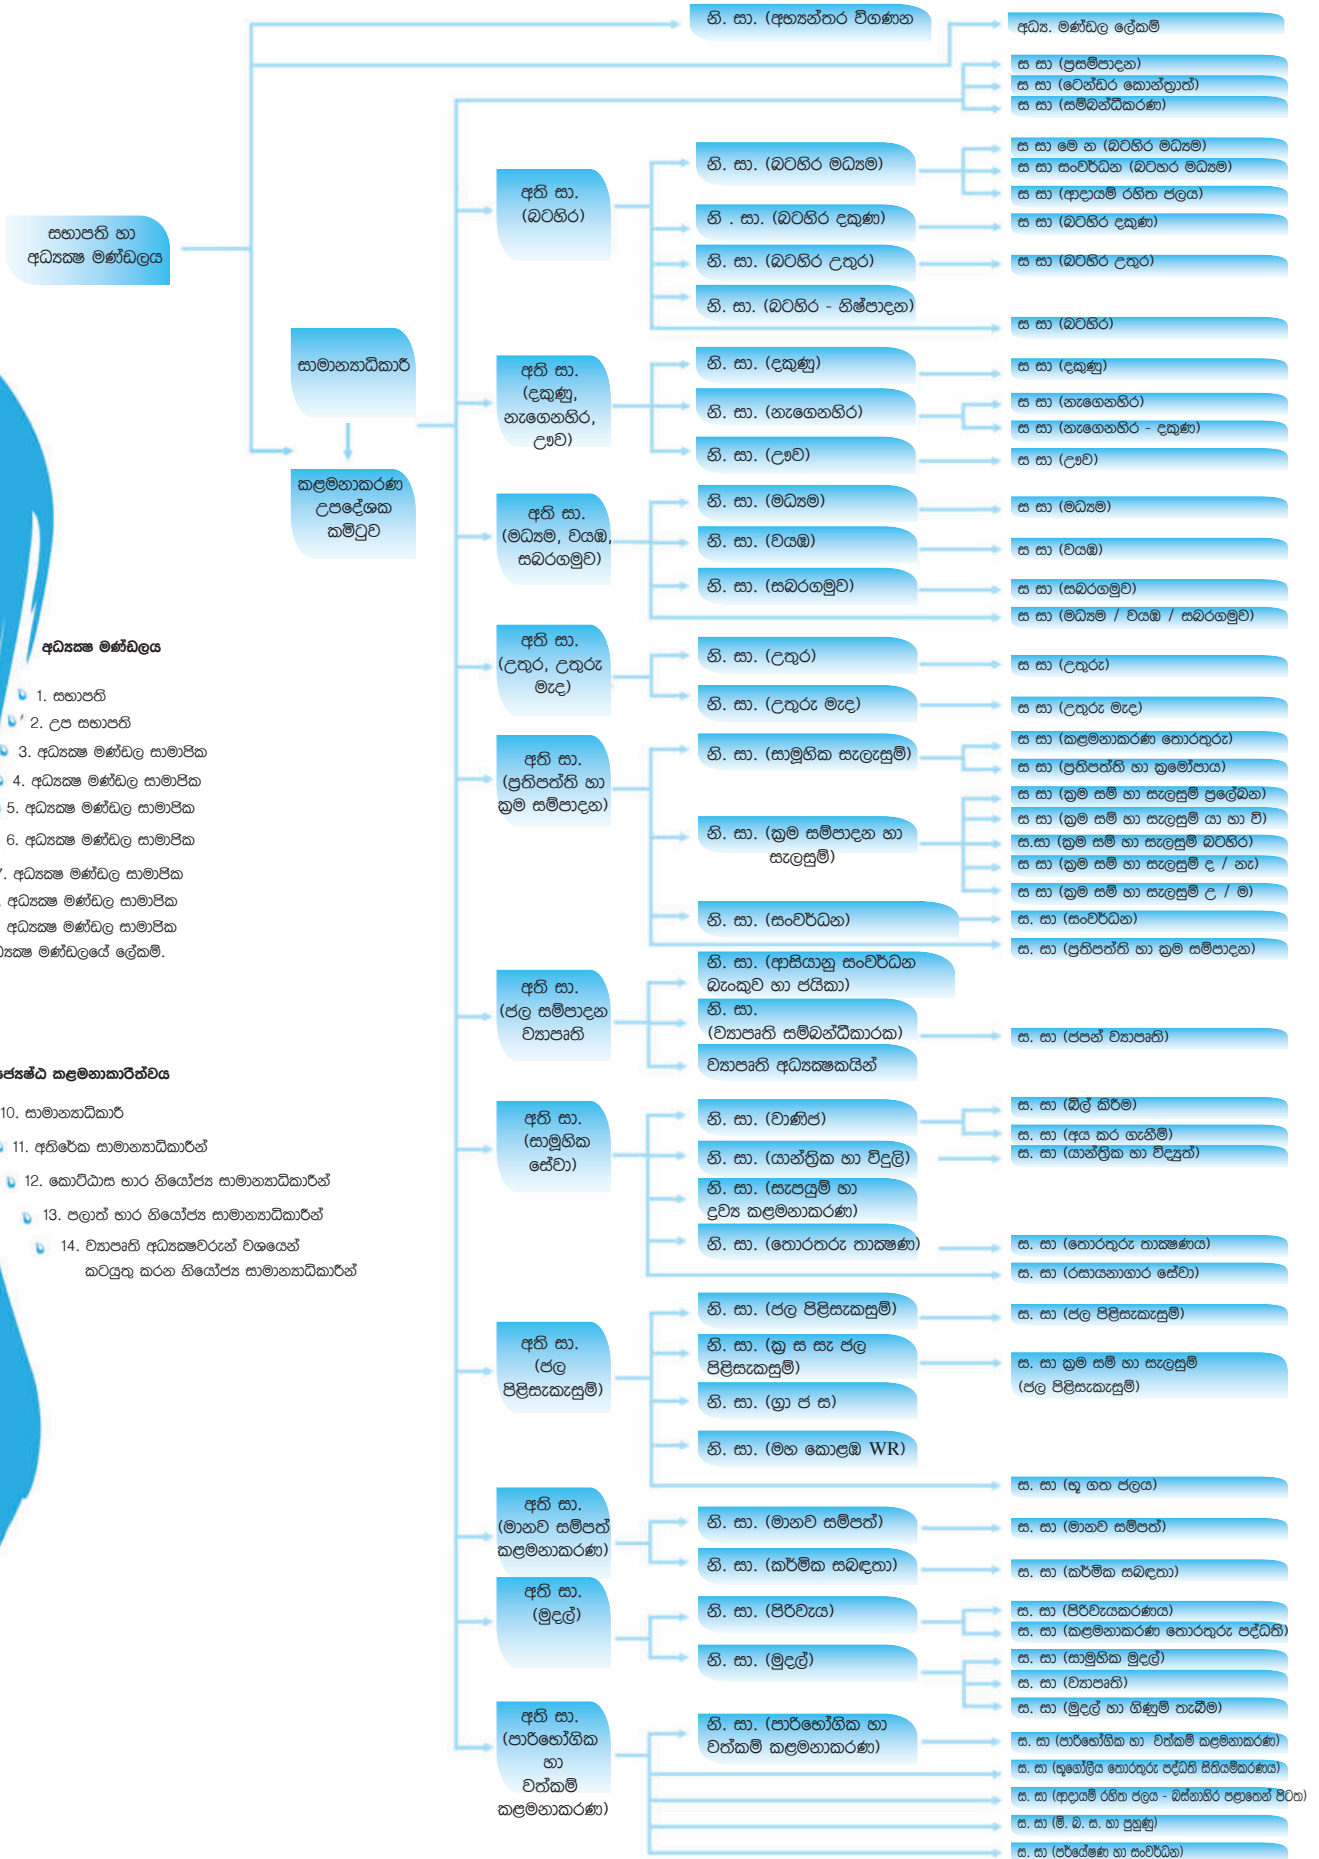 නි. සා. (අභ්‍යන්තර විගණන
අධ්‍ය. මණ්ඩල ලේකම්
ස සා (ප්‍රසම්පාදන)
ස සා (ටෙන්ඩර කොන්ත්‍රාත්)
ස සා (සම්බන්ධීකරණ)
සභාපති හා
අධ්‍යක්‍ෂ මණ්ඩලය
සාමාන්‍යාධිකාරී
කළමනාකරණ
උපදේශක
කමිටුව
අති සා.
(බටහිර)
නි. සා. (බටහිර මධ්‍යම)
ස සා මෙ න (බටහිර මධ්‍යම)
ස සා සංවර්ධන (බටහර මධ්‍යම)
ස සා (ආදායම් රහිත ජලය)
නි . සා. (බටහිර දකුණ)
ස සා (බටහිර දකුණ)
නි. සා. (බටහිර උතුර)
ස සා (බටහිර උතුර)
නි. සා. (බටහිර - නිෂ්පාදන)
ස සා (බටහිර)
අති සා.
(දකුණු,
නැගෙනහිර,
ඌව)
නි. සා. (දකුණු)
ස සා (දකුණු)
නි. සා. (නැගෙනහිර)
ස සා (නැගෙනහිර)
ස සා (නැගෙනහිර - දකුණ)
නි. සා. (ඌව)
ස සා (ඌව)
අති සා.
(මධ්‍යම, වයඹ,
සබරගමුව)
නි. සා. (මධ්‍යම)
ස සා (මධ්‍යම)
නි. සා. (වයඹ)
ස සා (වයඹ)
නි. සා. (සබරගමුව)
ස සා (සබරගමුව)
ස සා (මධ්‍යම / වයඹ / සබරගමුව)
අති සා.
(උතුර, උතුරු
මැද)
නි. සා. (උතුර)
ස සා (උතුරු)
නි. සා. (උතුරු මැද)
ස සා (උතුරු මැද)
අති සා.
(ප්‍රතිපත්ති හා
ක්‍රම සම්පාදන)
නි. සා. (සාමූහික සැලැසුම්)
ස සා (කළමනාකරණ තොරතුරු)
ස සා (ප්‍රතිපත්ති හා ක්‍රමෝපාය)
නි. සා. (ක්‍රම සම්පාදන හා
සැලසුම්)
ස සා (ක්‍රම සම් හා සැලසුම් ප්‍රලේඛන)
ස සා (ක්‍රම සම් හා සැලසුම් යා හා වි)
ස.සා (ක්‍රම සම් හා සැලසුම් බටහිර)
ස සා (ක්‍රම සම් හා සැලසුම් ද / නැ)
ස සා (ක්‍රම සම් හා සැලසුම් උ / ම)
නි. සා. (සංවර්ධන)
ස. සා (සංවර්ධන)
ස. සා (ප්‍රතිපත්ති හා ක්‍රම සම්පාදන)
අති සා.
(ජල සම්පාදන
ව්‍යාපෘති
නි. සා. (ආසියානු සංවර්ධන
බැංකුව හා ජයිකා)
නි. සා.
(ව්‍යාපෘති සම්බන්ධීකාරක)
ස. සා (ජපන් ව්‍යාපෘති)
ව්‍යාපෘති අධ්‍යක්‍ෂකයින්
අති සා.
(සාමූහික
සේවා)
නි. සා. (වාණිජ)
ස. සා (බිල් කිරීම)
ස. සා (අය කර ගැනීම්)
නි. සා. (යාන්ත්‍රික හා විදුලි)
ස. සා (යාන්ත්‍රික හා විද්‍යුත්)
නි. සා. (සැපයුම් හා
ද්‍රව්‍ය කළමනාකරණ)
නි. සා. (තොරතරු තාක්‍ෂණ)
ස. සා (තොරතුරු තාක්‍ෂණය)
ස. සා (රසායනාගාර සේවා)
අති සා.
(ජල
පිළිසැකැසුම්)
නි. සා. (ජල පිළිසැකසුම්)
ස. සා (ජල පිළිසැකැසුම්)
නි. සා. (ක්‍ර ස සැ ජල
පිළිසැකසුම්)
ස. සා ක්‍රම සම් හා සැලසුම්
(ජල පිළිසැකැසුම්)
නි. සා. (ග්‍රා ජ ස)
නි. සා. (මහ කොළඹ WR)
ස. සා (භූ ගත ජලය)
අති සා.
(මානව සම්පත්
කළමනාකරණ)
නි. සා. (මානව සම්පත්)
ස. සා (මානව සම්පත්)
නි. සා. (කර්මික සබඳතා)
ස. සා (කර්මික සබඳතා)
අති සා.
(මුදල්)
නි. සා. (පිරිවැය)
ස. සා (පිරිවැයකරණය)
ස. සා (කළමනාකරණ තොරතුරු පද්ධති)
නි. සා. (මුදල්)
ස. සා (සාමුහික මුදල්)
ස. සා (ව්‍යාපෘති)
ස. සා (මුදල් හා ගිණුම් තැබීම)
අති සා.
(පාරිභෝගික
හා
වත්කම්
කළමනාකරණ)
නි. සා. (පාරිභෝගික හා
වත්කම් කළමනාකරණ)
ස. සා (පාරිභෝගික හා වත්කම් කළමනාකරණ)
ස. සා (භූගෝලීය තොරතුරු පද්ධති සිතියම්කරණය)
ස. සා (ආදායම් රහිත ජලය - බස්නාහිර පළාතෙන් පිටත)
ස. සා (මි. බ. ස. හා පුහුණු)
ස. සා (පර්යේෂණ හා සංවර්ධන)
අධ්‍යක්‍ෂ මණ්ඩලය
1. සභාපති
2. උප සභාපති
3. අධ්‍යක්‍ෂ මණ්ඩල සාමාජික
4. අධ්‍යක්‍ෂ මණ්ඩල සාමාජික
5. අධ්‍යක්‍ෂ මණ්ඩල සාමාජික
6. අධ්‍යක්‍ෂ මණ්ඩල සාමාජික
7. අධ්‍යක්‍ෂ මණ්ඩල සාමාජික
. අධ්‍යක්‍ෂ මණ්ඩල සාමාජික
අධ්‍යක්‍ෂ මණ්ඩල සාමාජික
මණ්ඩලයේ ලේකම්.
ජ්‍යෙෂ්ඨ කළමනාකාරිත්වය
10. සාමාන්‍යාධිකාරී
11. අතිරේක සාමාන්‍යාධිකාරීන්
12. කොට්ඨාස භාර නියෝජ්‍ය සාමාන්‍යාධිකාරීන්
13. පලාත් භාර නියෝජ්‍ය සාමාන්‍යාධිකාරීන්
14. ව්‍යාපෘති අධ්‍යක්‍ෂවරුන් වශයෙන්
කටයුතු කරන නියෝජ්‍ය සාමාන්‍යාධිකාරීන්